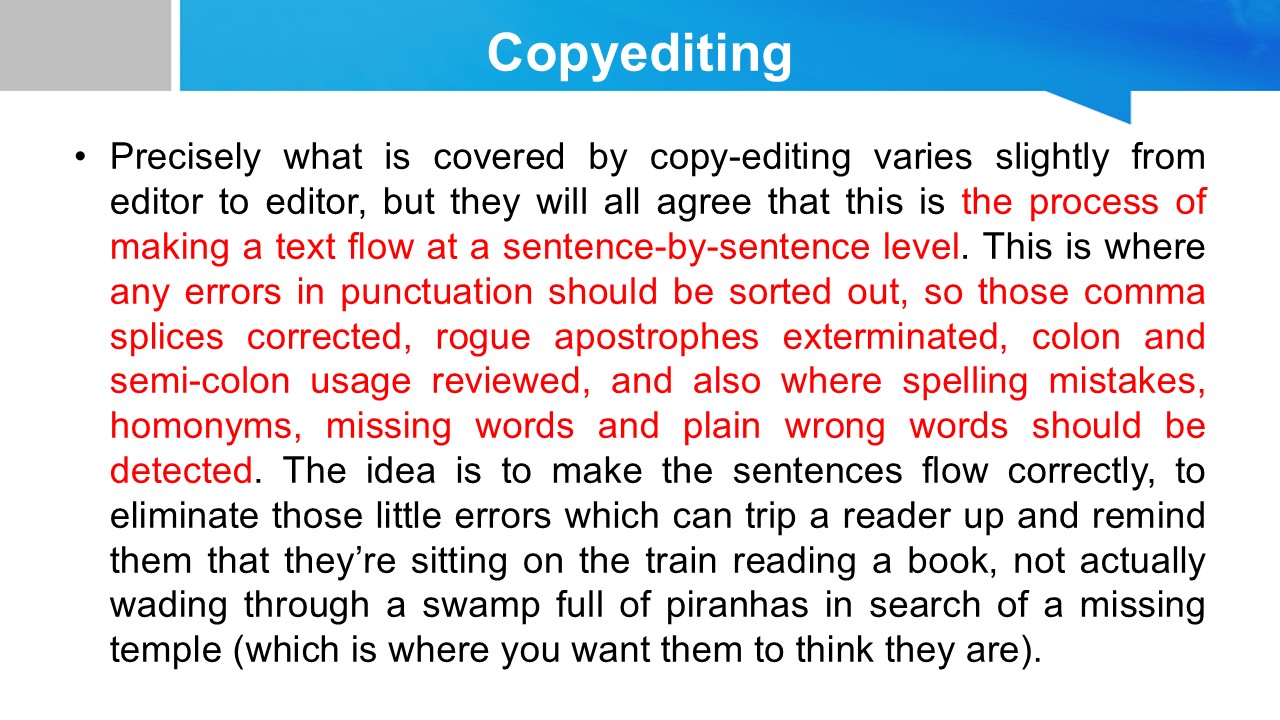 Copyediting
• Precisely what is covered by copy-editing varies slightly from
editor to editor, but they will all agree that this is the process of
making a text flow at a sentence-by-sentence level. This is where
any errors in punctuation should be sorted out, so those comma
splices corrected, rogue apostrophes exterminated, colon and
semi-colon usage reviewed, and also where spelling mistakes,
homonyms, missing words and plain wrong words should be
detected. The idea is to make the sentences flow correctly, to
eliminate those little errors which can trip a reader up and remind
them that they’re sitting on the train reading a book, not actually
wading through a swamp full of piranhas in search of a missing
temple (which is where you want them to think they are).